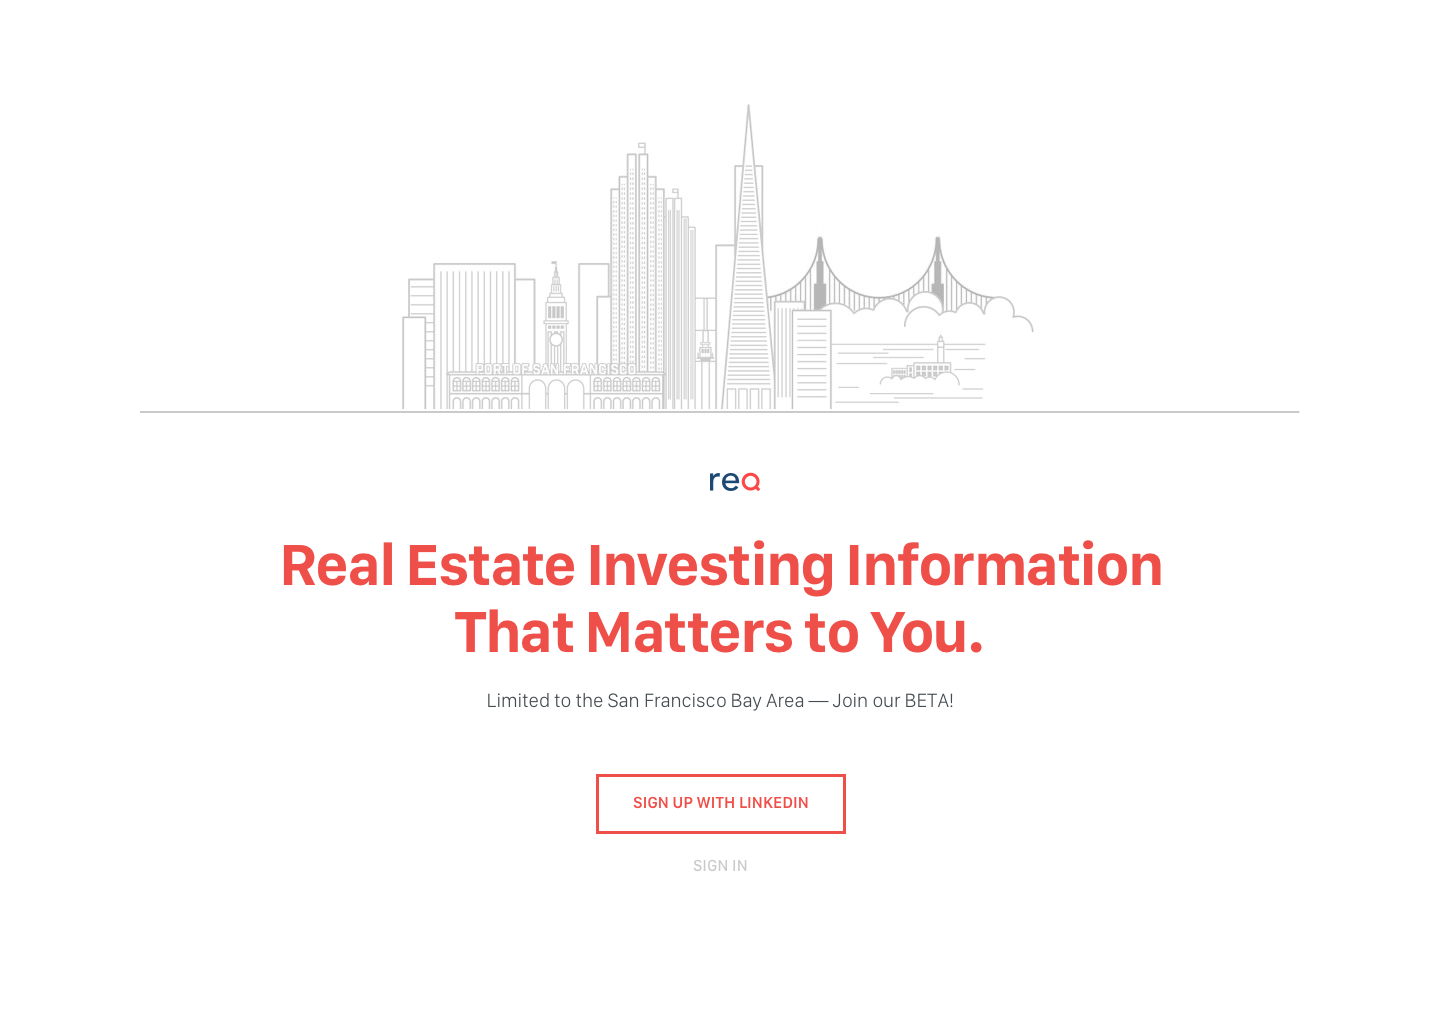 PORT OF SAN FRANCISCO
req
Real Estate Investing Information
That Matters to You.
Limited to the San Francisco Bay Area — Join our BETA!
SIGN UP WITH LINKEDIN
SIGN IN